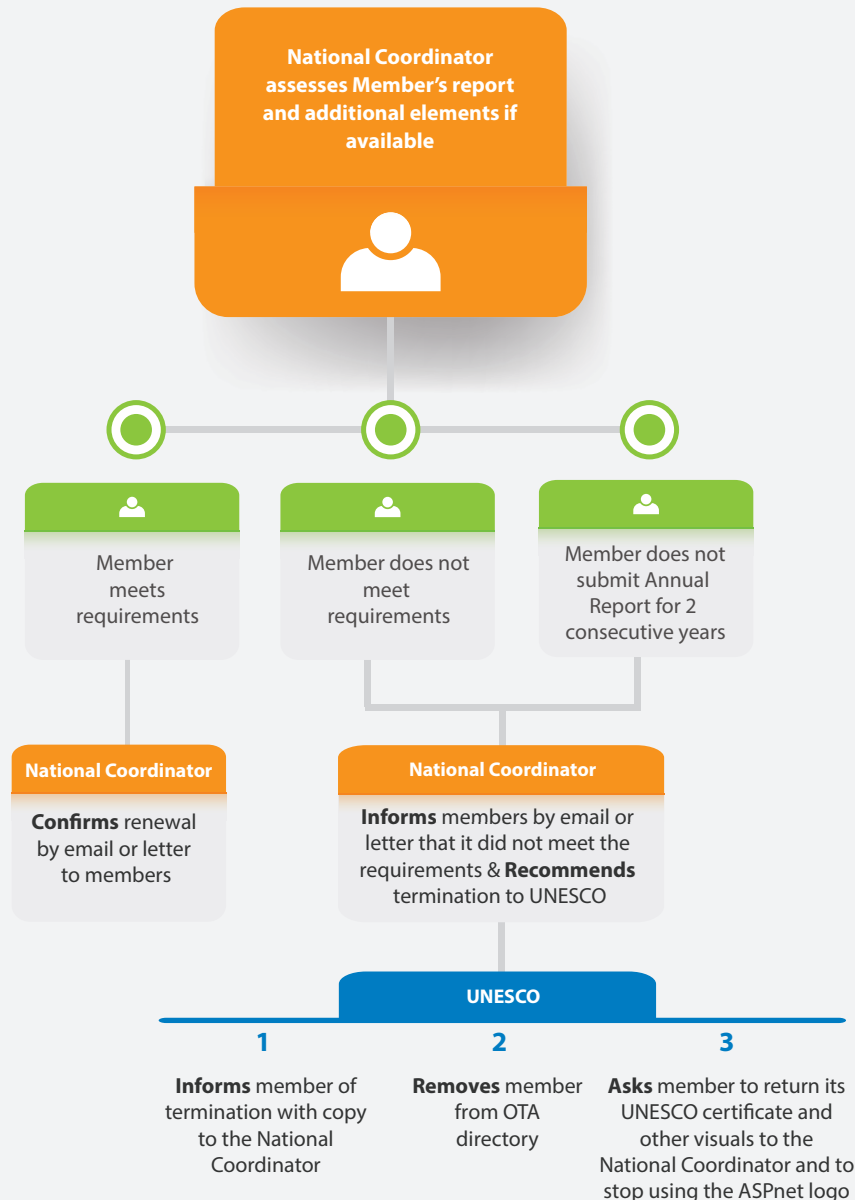 National Coordinator
assesses Member’s report
and additional elements if
available
Member
meets
requirements
Member does not
meet
requirements
Member does not
submit Annual
Report for 2
consecutive years
National Coordinator
Confirms renewal
by email or letter
to members
National Coordinator
Informs members by email or
letter that it did not meet the
requirements & Recommends
termination to UNESCO
UNESCO
1
Informs member of
termination with copy
to the National
Coordinator
2
Removes member
from OTA
directory
3
Asks member to return its
UNESCO certificate and
other visuals to the
National Coordinator and to
stop using the ASPnet logo